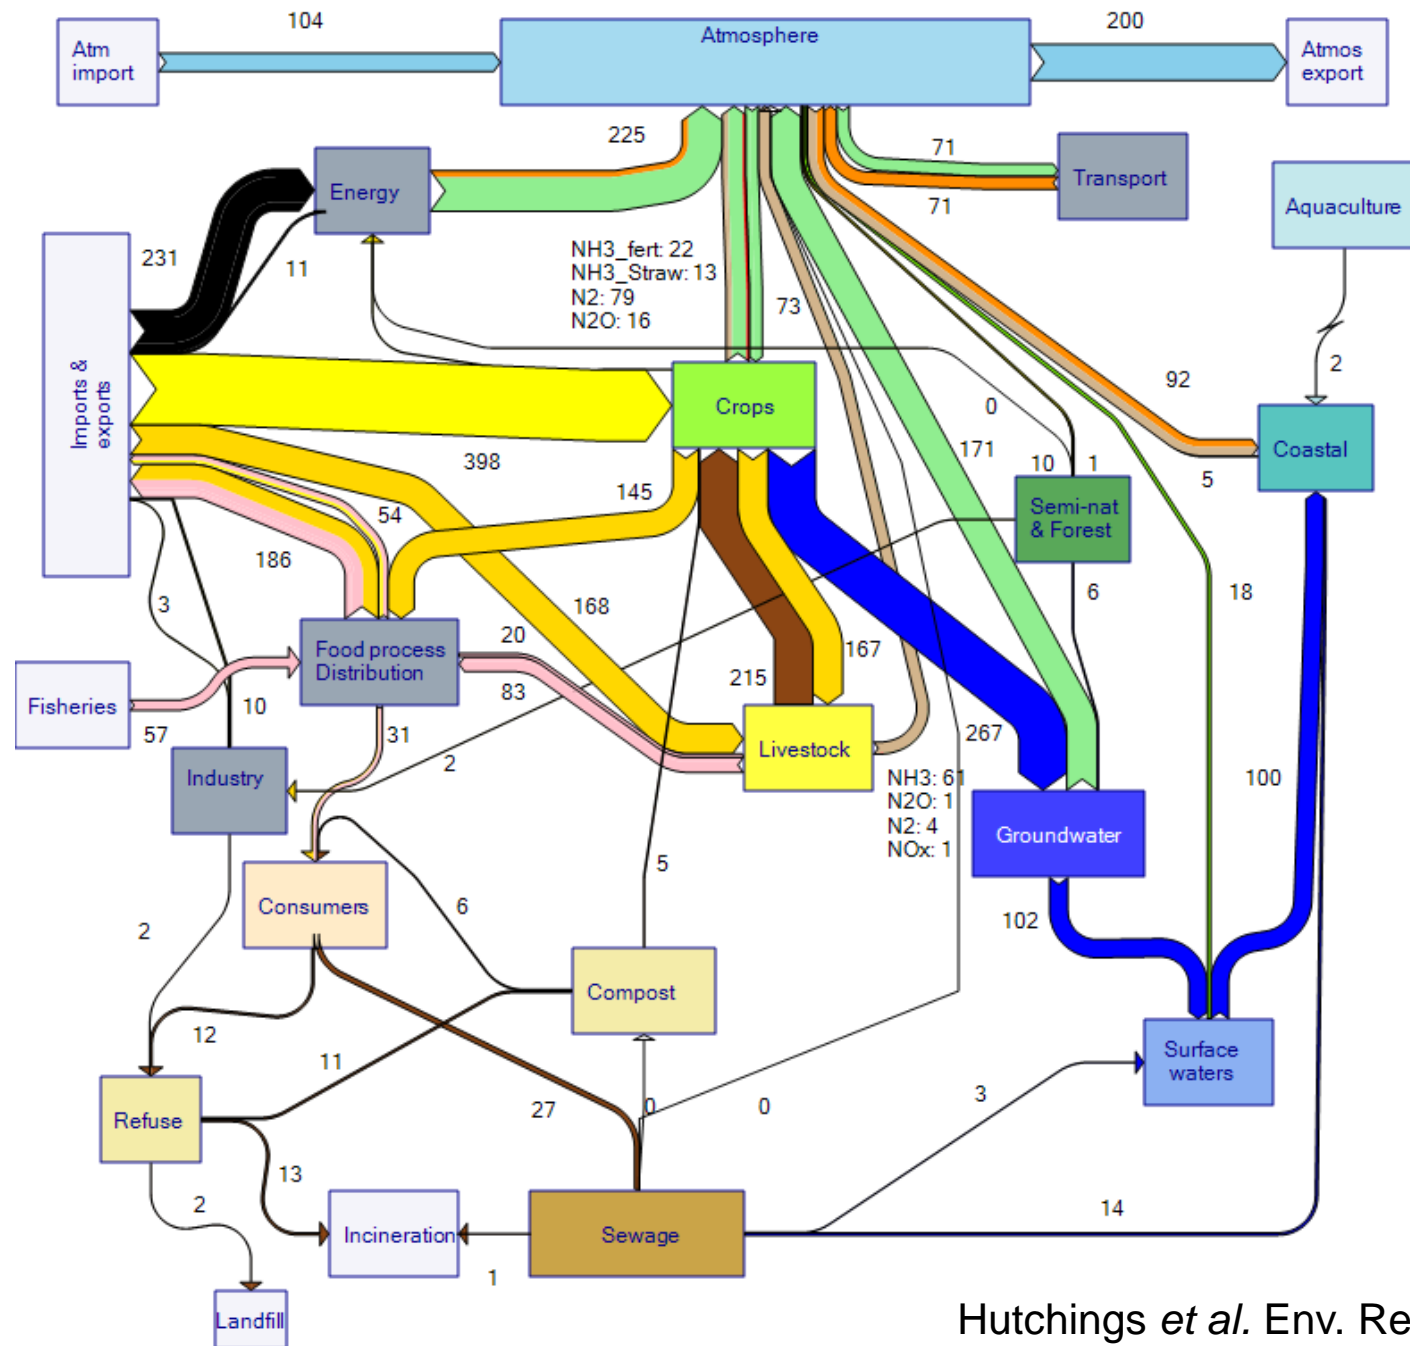 104
200
Atmosphere
Atm
import
Atmos
export
225
71
Energy
Transport
71
Aquaculture
231
11
NH3_fert: 22
NH3_Straw: 13
N2: 79
N2O: 16
73
2
92
Imports &
exports
Crops
0
398
171
10
1
5
Coastal
145
54
Semi-nat
& Forest
186
3
168
6
18
20
Food process
Distribution
167
215
83
Fisheries
57
10
31
267
Livestock
2
Industry
NH3: 61
N2O: 1
N2: 4
NOx: 1
100
Groundwater
5
Consumers
6
102
2
Compost
12
11
Surface
waters
3
Refuse
27
0
0
13
2
14
Incineration
Sewage
1
Landfill
Hutchings et al. Env. Re